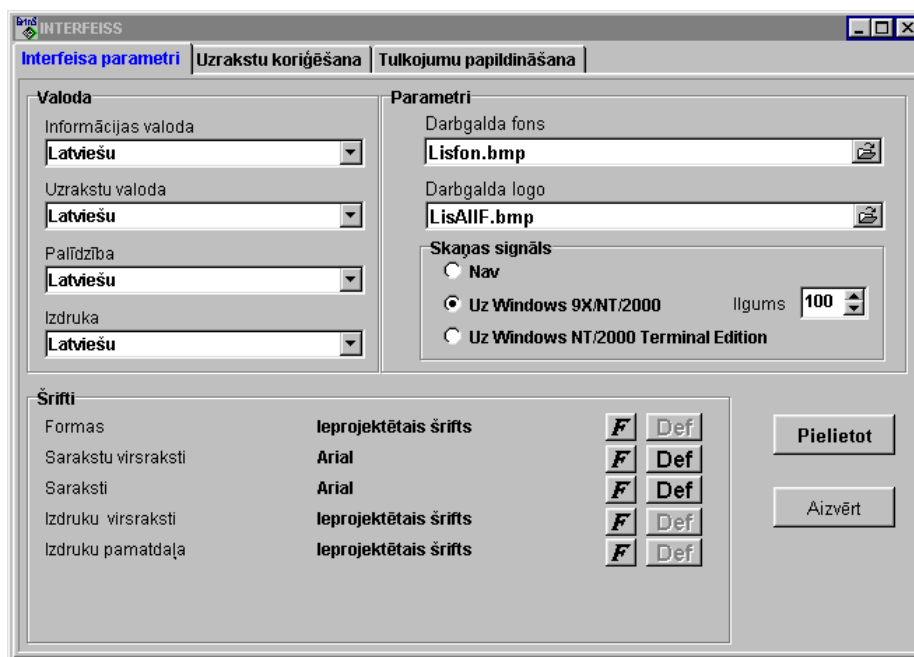 INTERFEISS
Interfeisa parametri Uzrakstu koriģēšana Tulkojumu papildināšana
Valoda
Informācijas valoda
Latviešu
Uzrakstu valoda
Latviešu
Palīdzība
Latviešu
Izdruka
Latviešu
Parametri
Darbgalda fons
Lisfon.bmp
Darbgalda logo
LisAllF.bmp
Skaņas signāls
Nav
Uz Windows 9X/NT/2000 Ilgums 100
Uz Windows NT/2000 Terminal Edition
Šrifti
Formas Ieprojektētais šrifts F Def
Sarakstu virsraksti Arial F Def
Saraksti Arial F Def
Izdruku virsraksti Ieprojektētais šrifts F Def
Izdruku pamatdaļa Ieprojektētais šrifts F Def
Pielietot
Aizvērt